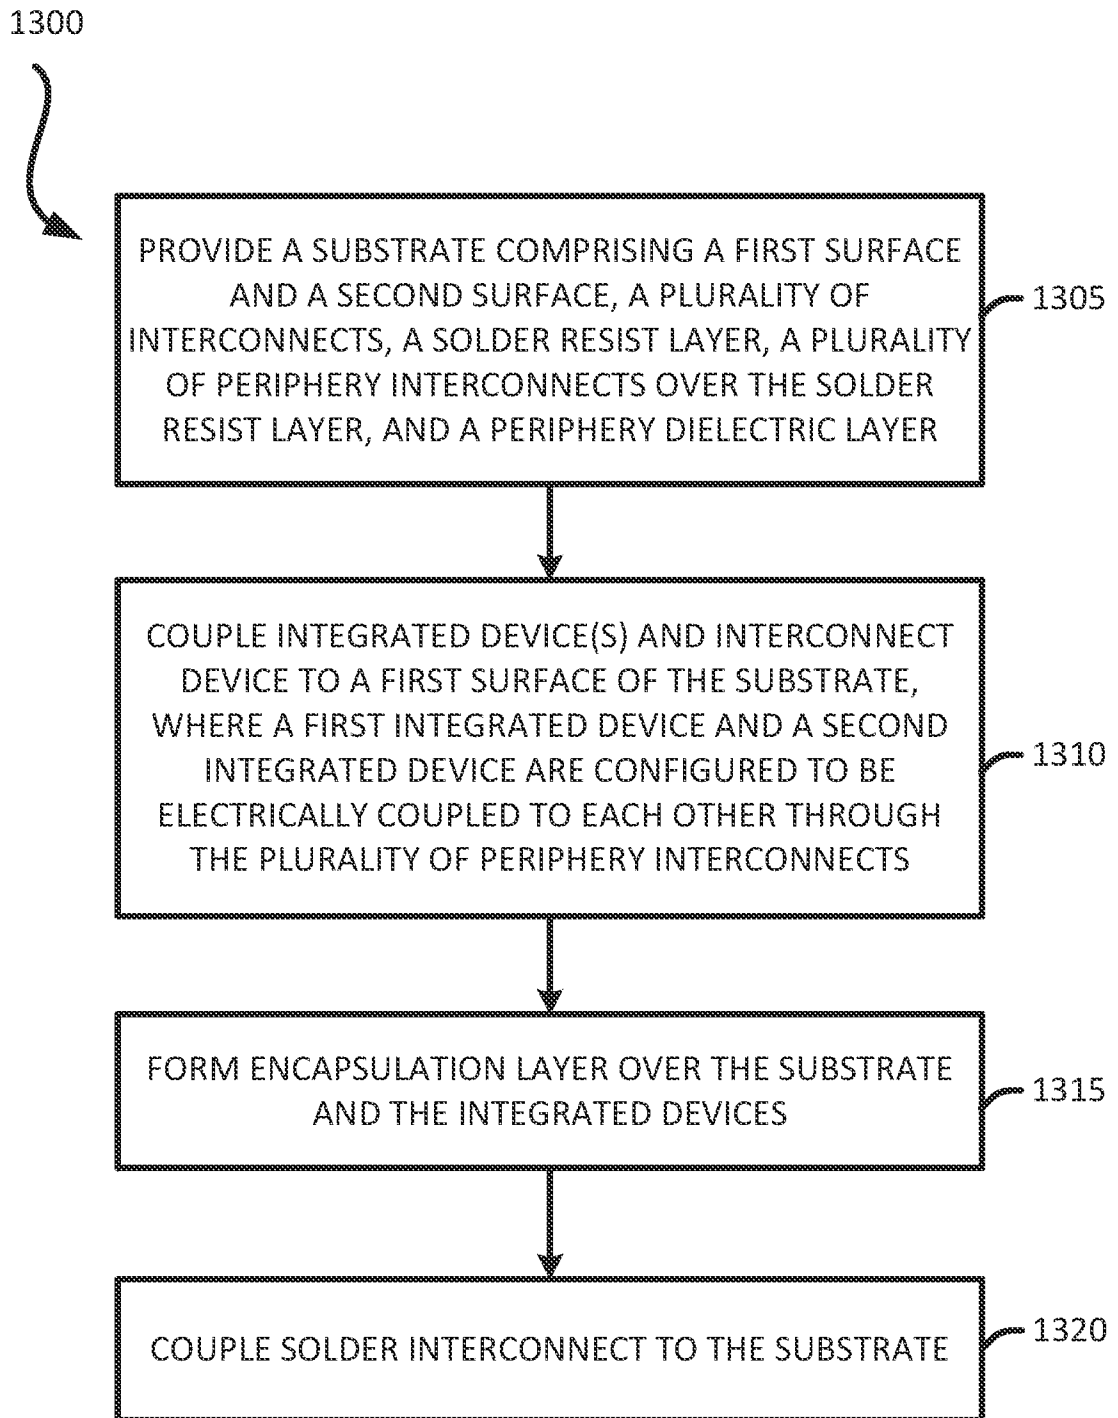 1300
PROVIDE A SUBSTRATE COMPRISING A FIRST SURFACE
AND A SECOND SURFACE, A PLURALITY OF
INTERCONNECTS, A SOLDER RESIST LAYER, A PLURALITY
OF PERIPHERY INTERCONNECTS OVER THE SOLDER
RESIST LAYER, AND A PERIPHERY DIELECTRIC LAYER
1305
COUPLE INTEGRATED DEVICE(S) AND INTERCONNECT
DEVICE TO A FIRST SURFACE OF THE SUBSTRATE,
WHERE A FIRST INTEGRATED DEVICE AND A SECOND
INTEGRATED DEVICE ARE CONFIGURED TO BE
ELECTRICALLY COUPLED TO EACH OTHER THROUGH
THE PLURALITY OF PERIPHERY INTERCONNECTS
1310
FORM ENCAPSULATION LAYER OVER THE SUBSTRATE
AND THE INTEGRATED DEVICES
1315
COUPLE SOLDER INTERCONNECT TO THE SUBSTRATE
1320